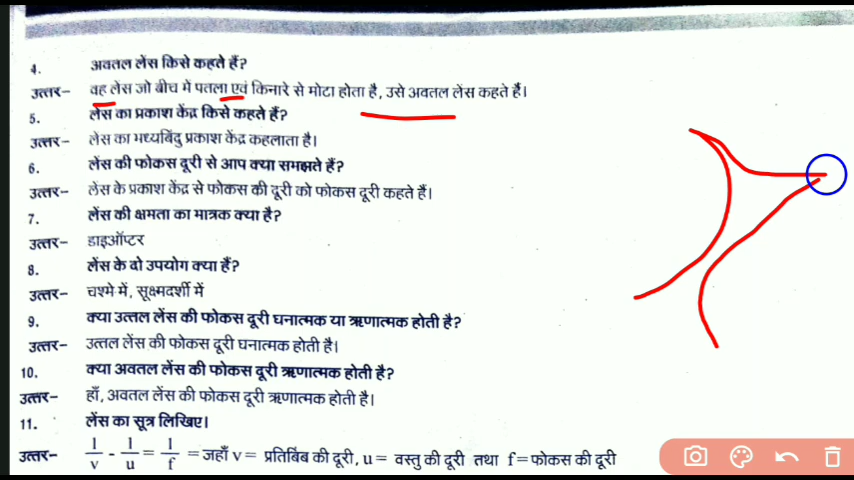 4. अवतल लेंस किसे कहते हैं?
उत्तर– वह लेंस जो बीच में पतला एवं किनारे से मोटा होता है, उसे अवतल लेंस कहते हैं।
5. लेंस का प्रकाश केंद्र किसे कहते हैं?
उत्तर– लेंस का मध्यबिंदु प्रकाश केंद्र कहलाता है।
6. लेंस की फोकस दूरी से आप क्या समझते हैं?
उत्तर– लेंस के प्रकाश केंद्र से फोकस की दूरी को फोकस दूरी कहते हैं।
7. लेंस की क्षमता का मात्रक क्या है?
उत्तर– डाइऑप्टर
8. लेंस के दो उपयोग क्या हैं?
उत्तर– चश्मे में, सूक्ष्मदर्शी में
9. क्या उत्तल लेंस की फोकस दूरी घनात्मक या ऋणात्मक होती है?
उत्तर– उत्तल लेंस की फोकस दूरी घनात्मक होती है।
10. क्या अवतल लेंस की फोकस दूरी ऋणात्मक होती है?
उत्तर– हाँ, अवतल लेंस की फोकस दूरी ऋणात्मक होती है।
11. लेंस का सूत्र लिखिए।
उत्तर– 1/v - 1/u = 1/f = जहाँ v = प्रतिबिंब की दूरी, u = वस्तु की दूरी तथा f = फोकस की दूरी